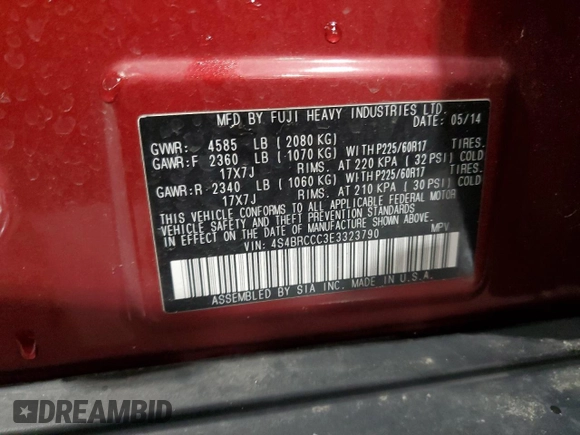 MFD BY FUJI HEAVY INDUSTRIES LTD.
DATE: 05/14
GVWR: 4585 LB ( 2080 KG)
GAWR:F 2360 LB ( 1070 KG) WITH P225/60R17 TIRES.
17X7J RIMS. AT 220 KPA ( 32 PSI) COLD
GAWR:R 2340 LB ( 1060 KG) WITH P225/60R17 TIRES.
17X7J RIMS. AT 210 KPA ( 30 PSI) COLD
THIS VEHICLE CONFORMS TO ALL APPLICABLE FEDERAL MOTOR
VEHICLE SAFETY STANDARDS IN EFFECT ON THE DATE
OF MANUFACTURE SHOWN ABOVE.
VIN: 4S4BRCCC3E3323790 MPV
ASSEMBLED BY SIA INC. MADE IN U.S.A.
DREAMBID